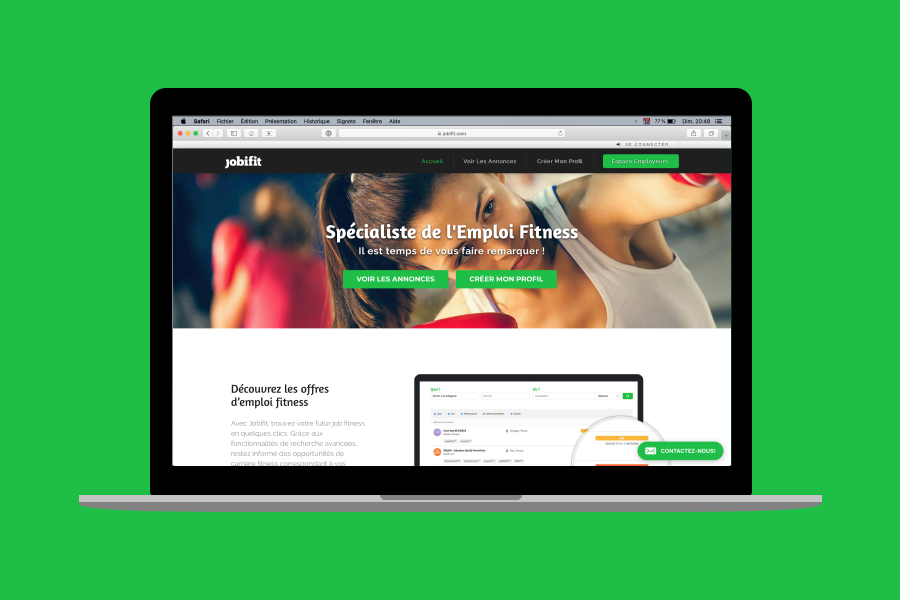 Safari Fichier Édition Présentation Historique Signets Fenêtre Aide 77 % Dim. 20:48
jobifit.com
SE CONNECTER
jobifit
Accueil Voir Les Annonces Créer Mon Profil Espace Employeurs
Spécialiste de l'Emploi Fitness
Il est temps de vous faire remarquer !
VOIR LES ANNONCES CRÉER MON PROFIL
Découvrez les offres
d'emploi fitness
Avec Jobifit, trouvez votre futur job fitness
en quelques clics. Grâce aux
fonctionnalités de recherche avancées,
restez informé des opportunités de
carrière fitness correspondant à vos
Quoi ? Où ?
CONTACTEZ-NOUS!